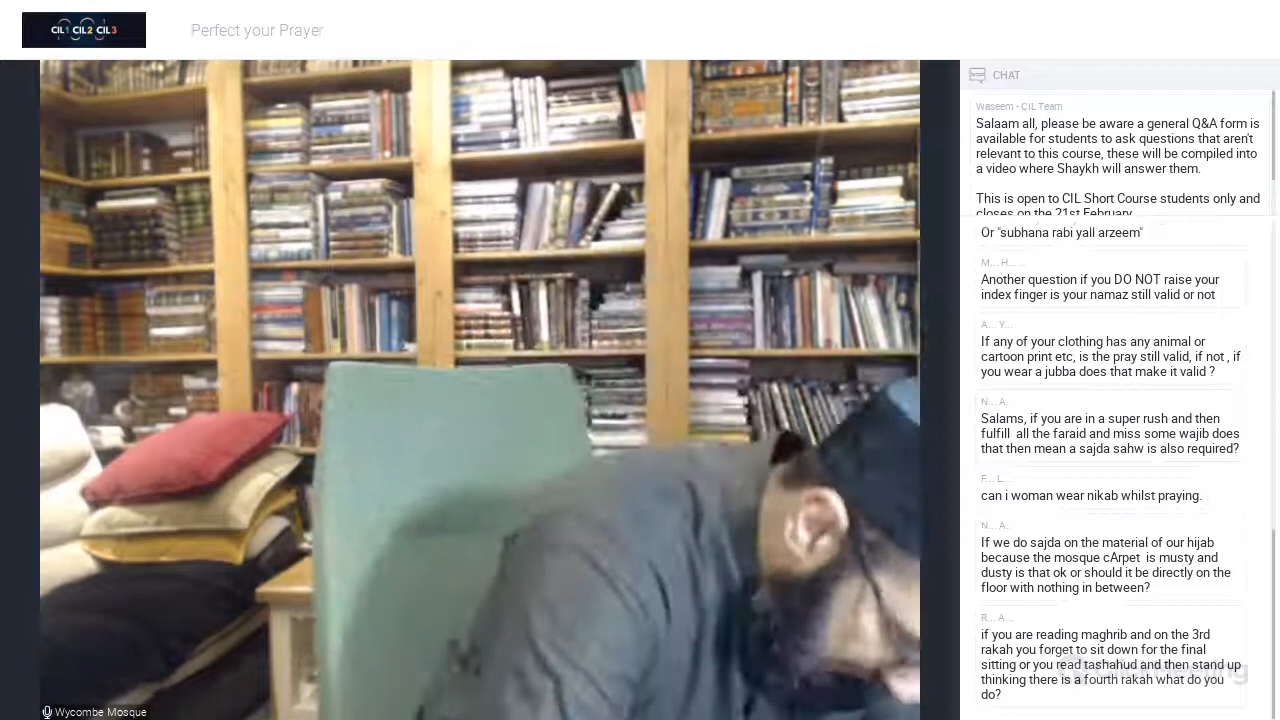 CIL1 CIL2 CIL3
Perfect your Prayer
CHAT
Waseem - CIL Team
Salaam all, please be aware a general Q&A form is
available for students to ask questions that aren't
relevant to this course, these will be compiled into
a video where Shaykh will answer them.
This is open to CIL Short Course students only and
closes on the 21st February
Or "subhana rabi yall arzeem"
M... H... ...
Another question if you DO NOT raise your
index finger is your namaz still valid or not
A... Y...
If any of your clothing has any animal or
cartoon print etc, is the pray still valid, if not , if
you wear a jubba does that make it valid ?
N... A.
Salams, if you are in a super rush and then
fulfill all the faraid and miss some wajib does
that then mean a sajda sahw is also required?
F... L...
can i woman wear nikab whilst praying.
N... A.
If we do sajda on the material of our hijab
because the mosque cArpet is musty and
dusty is that ok or should it be directly on the
floor with nothing in between?
R... A ...
if you are reading maghrib and on the 3rd
rakah you forget to sit down for the final
sitting or you read tashahud and then stand up
thinking there is a fourth rakah what do you
do?
Wycombe Mosque